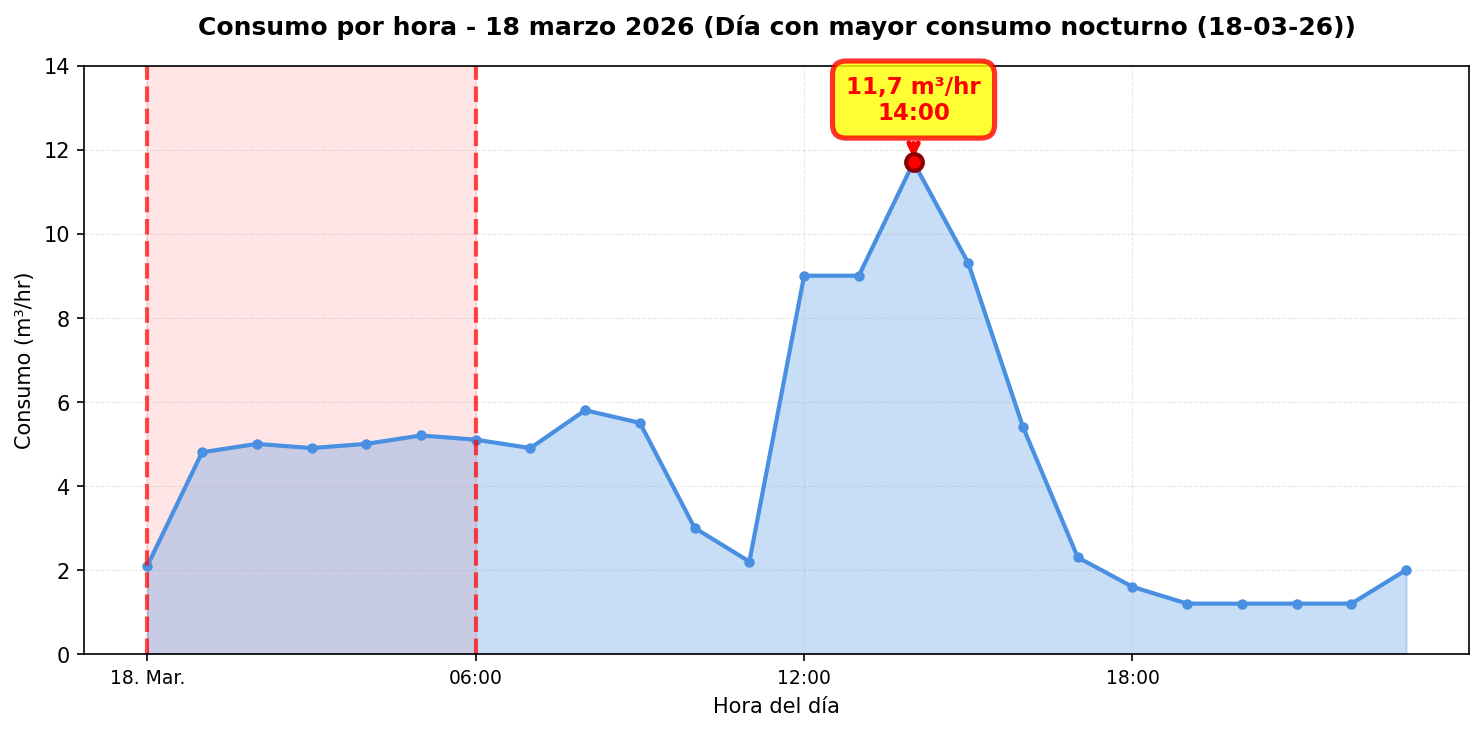 Consumo por hora - 18 marzo 2026 (Día con mayor consumo nocturno (18-03-26))
11,7 m³/hr
14:00
14
12
10
8
6
4
2
0
Consumo (m³/hr)
18. Mar.
06:00
12:00
18:00
Hora del día